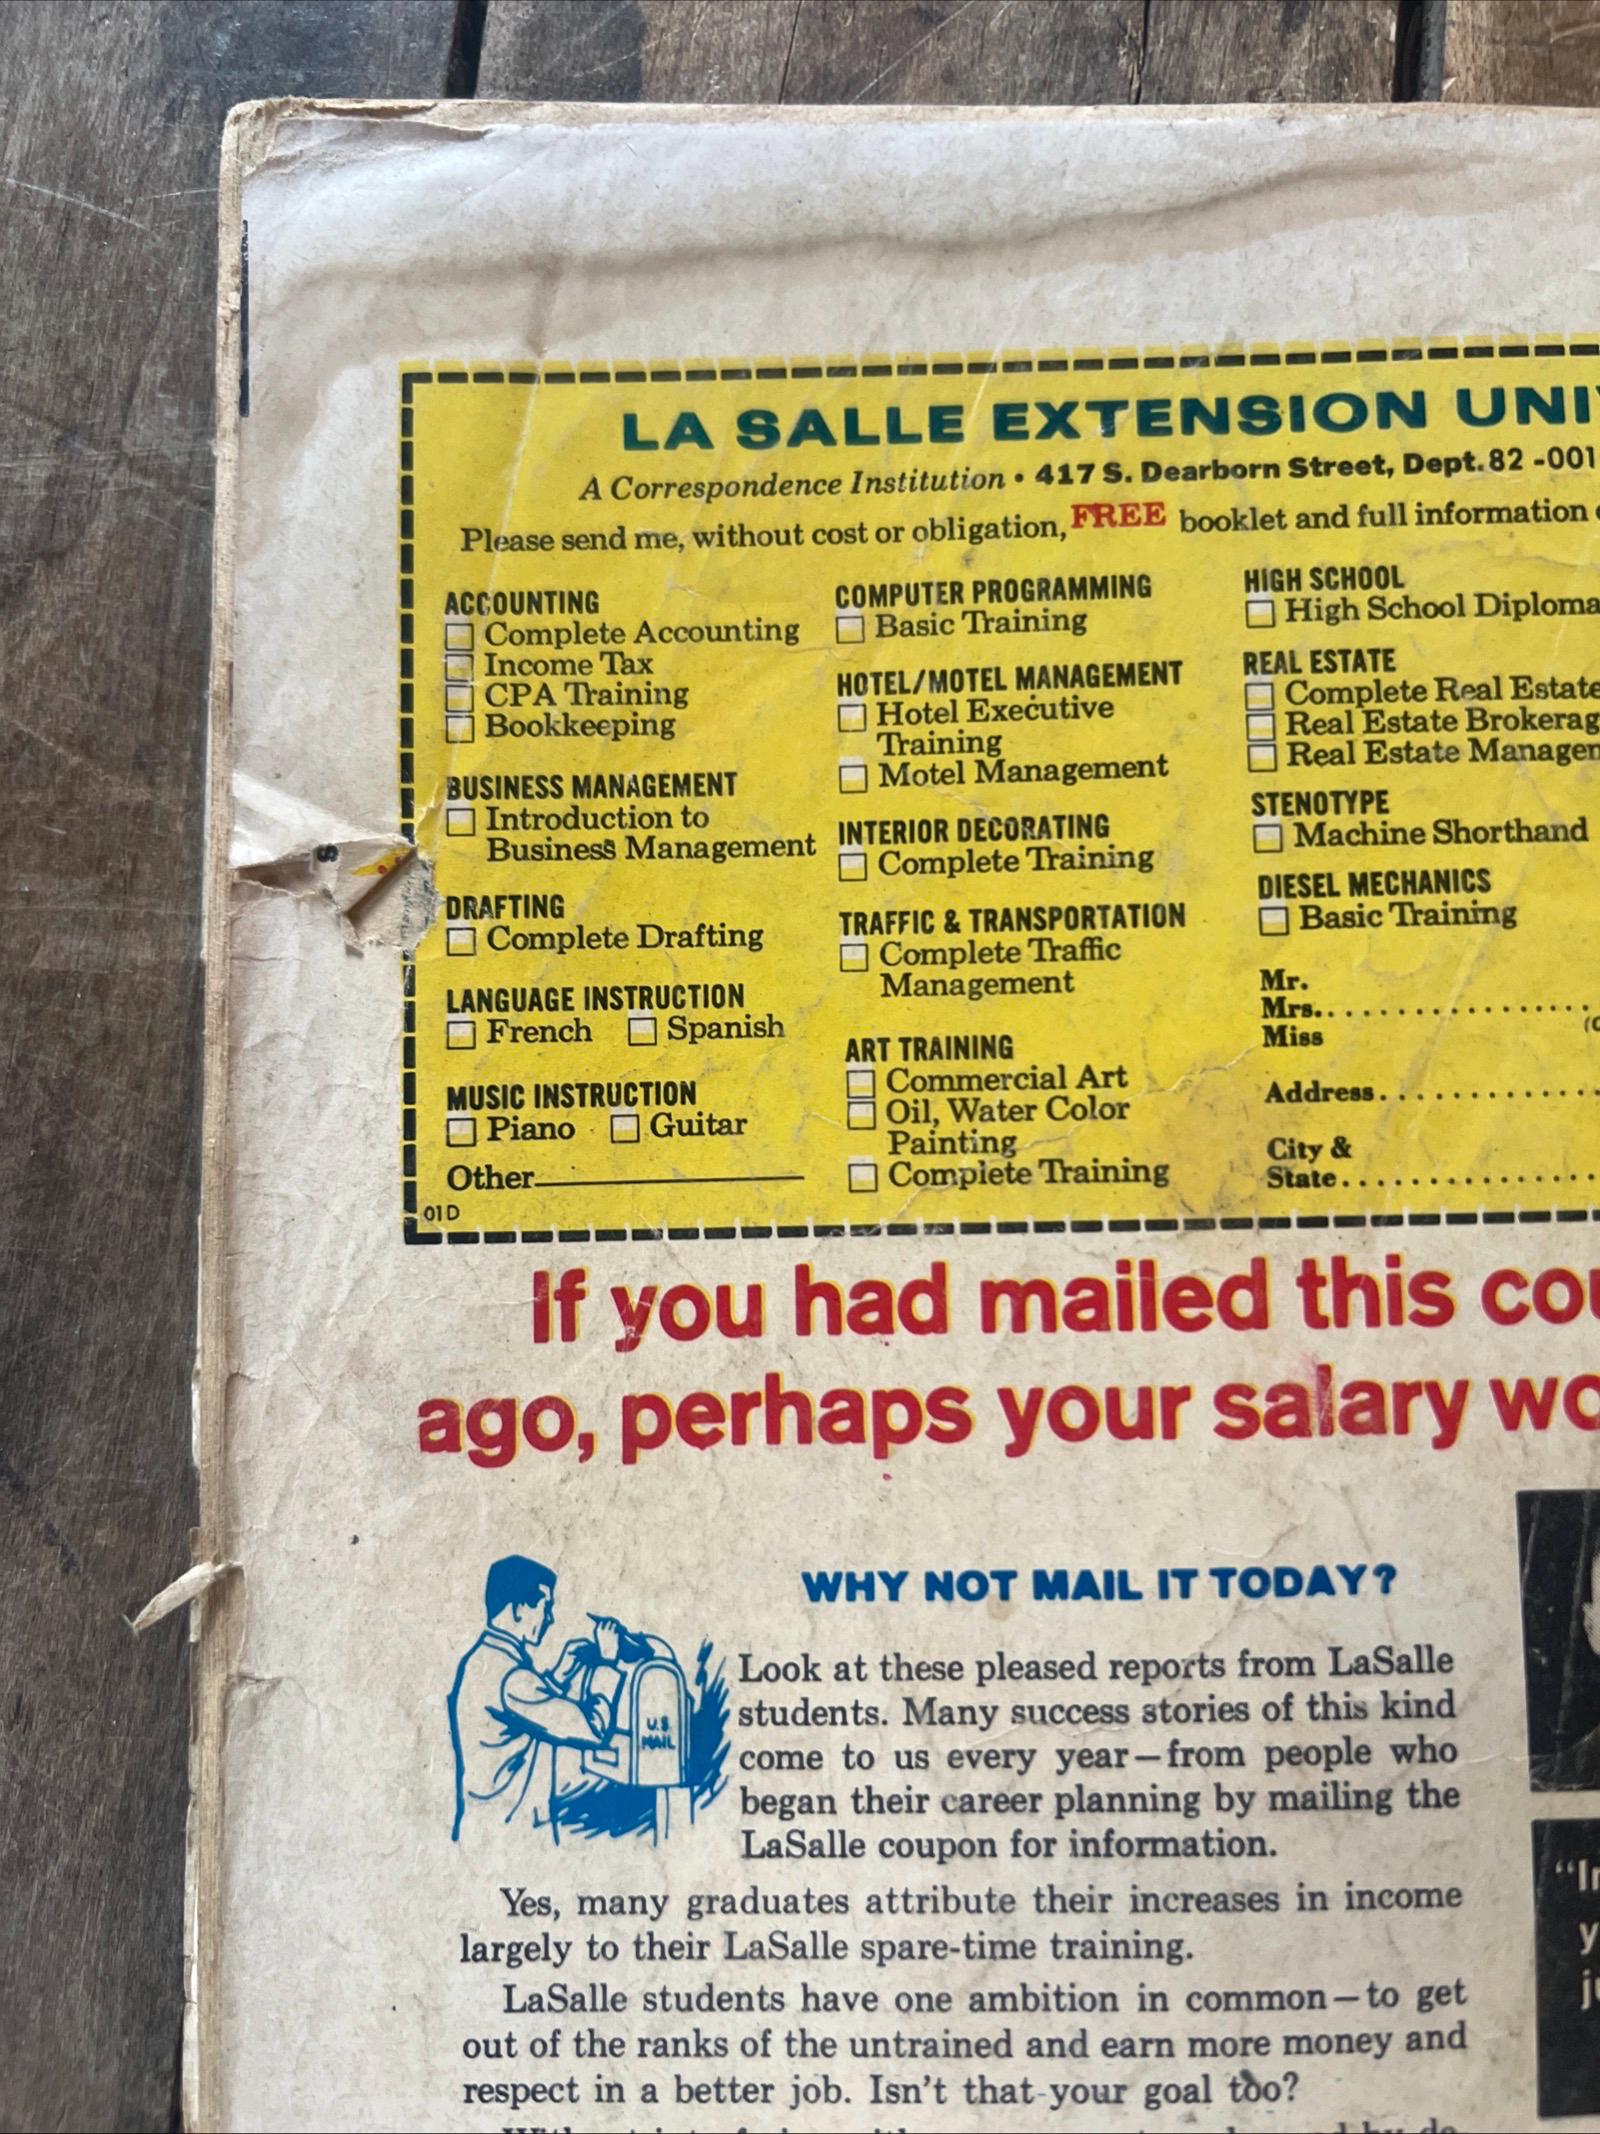 LA SALLE EXTENSION UNI
A Correspondence Institution • 417 S. Dearborn Street, Dept. 82 -001
Please send me, without cost or obligation, FREE booklet and full information
ACCOUNTING
Complete Accounting
Income Tax
CPA Training
Bookkeeping
BUSINESS MANAGEMENT
Introduction to
Business Management
DRAFTING
Complete Drafting
LANGUAGE INSTRUCTION
French Spanish
MUSIC INSTRUCTION
Piano Guitar
Other
01D
COMPUTER PROGRAMMING
Basic Training
HOTEL/MOTEL MANAGEMENT
Hotel Executive
Training
Motel Management
INTERIOR DECORATING
Complete Training
TRAFFIC & TRANSPORTATION
Complete Traffic
Management
ART TRAINING
Commercial Art
Oil, Water Color
Painting
Complete Training
HIGH SCHOOL
High School Diploma
REAL ESTATE
Complete Real Estate
Real Estate Brokerag
Real Estate Managem
STENOTYPE
Machine Shorthand
DIESEL MECHANICS
Basic Training
Mr.
Mrs.
Miss
Address
City &
State
If you had mailed this cou
ago, perhaps your salary wo
U.S.
MAIL
WHY NOT MAIL IT TODAY?
Look at these pleased reports from LaSalle
students. Many success stories of this kind
come to us every year—from people who
began their career planning by mailing the
LaSalle coupon for information.
Yes, many graduates attribute their increases in income
largely to their LaSalle spare-time training.
LaSalle students have one ambition in common—to get
out of the ranks of the untrained and earn more money and
respect in a better job. Isn't that your goal too?
"In
y
ju